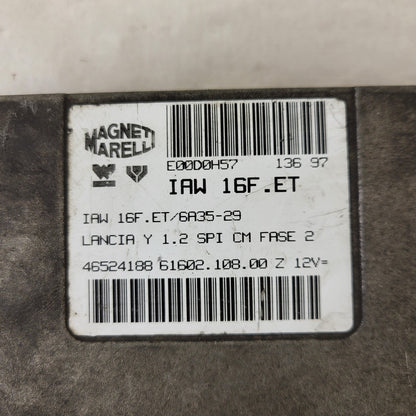 MAGNETI
MARELLI
E00D0H57 136 97
IAW 16F.ET
IAW 16F.ET/6A35-29
LANCIA Y 1.2 SPI CM FASE 2
46524188 61602.108.00 Z 12V=